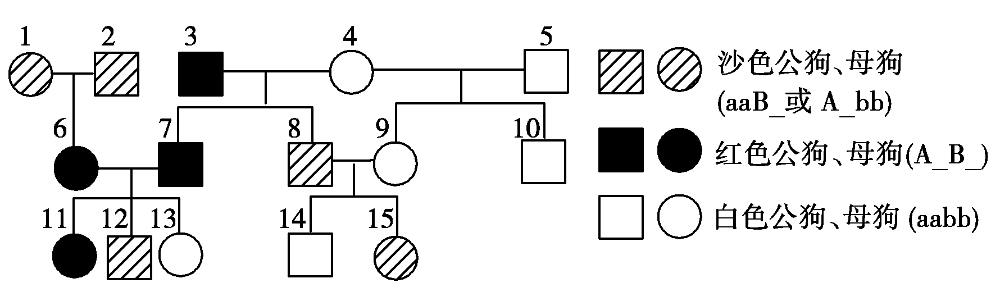 1 2 3 4 5
6 7 8 9 10
11 12 13 14 15
沙色公狗、母狗
(aaB_或 A_bb)
红色公狗、母狗(A_B_)
白色公狗、母狗 (aabb)